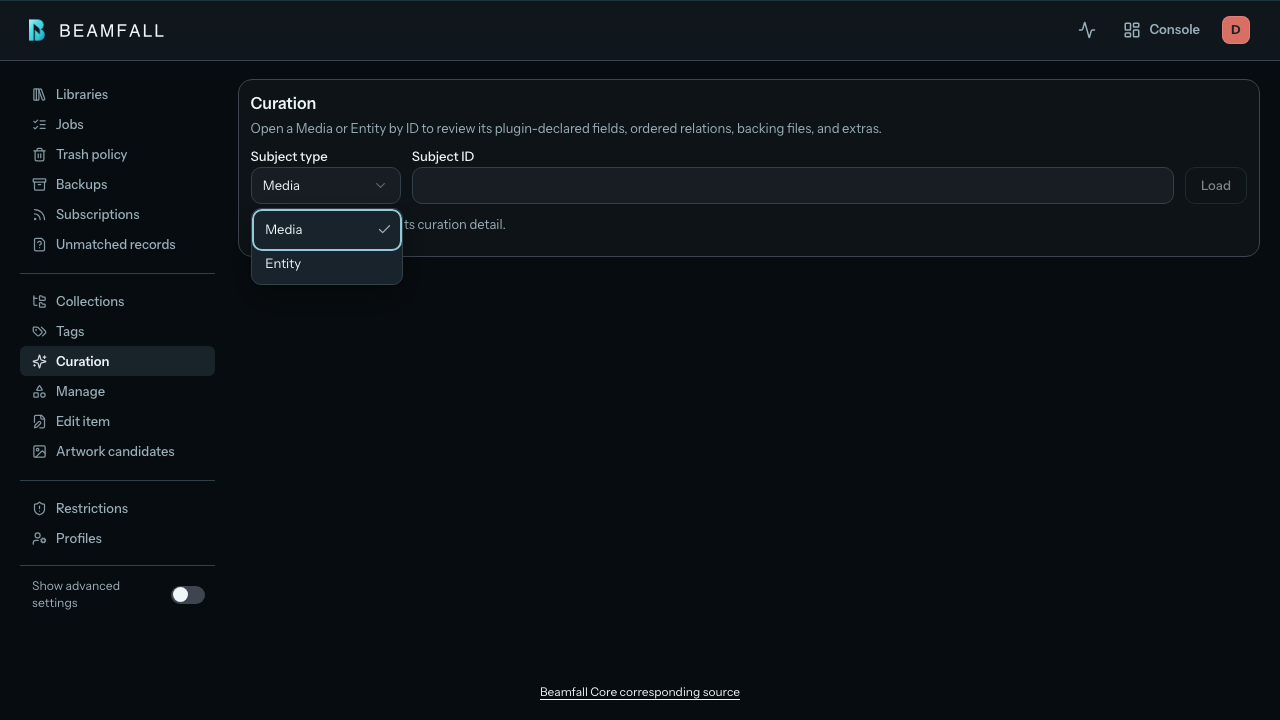 BEAMFALL
Console
D
Libraries
Jobs
Trash policy
Backups
Subscriptions
Unmatched records
Collections
Tags
Curation
Manage
Edit item
Artwork candidates
Restrictions
Profiles
Show advanced
settings
Curation
Open a Media or Entity by ID to review its plugin-declared fields, ordered relations, backing files, and extras.
Subject type
Subject ID
Media
Load
Media
Entity
ts curation detail.
Beamfall Core corresponding source